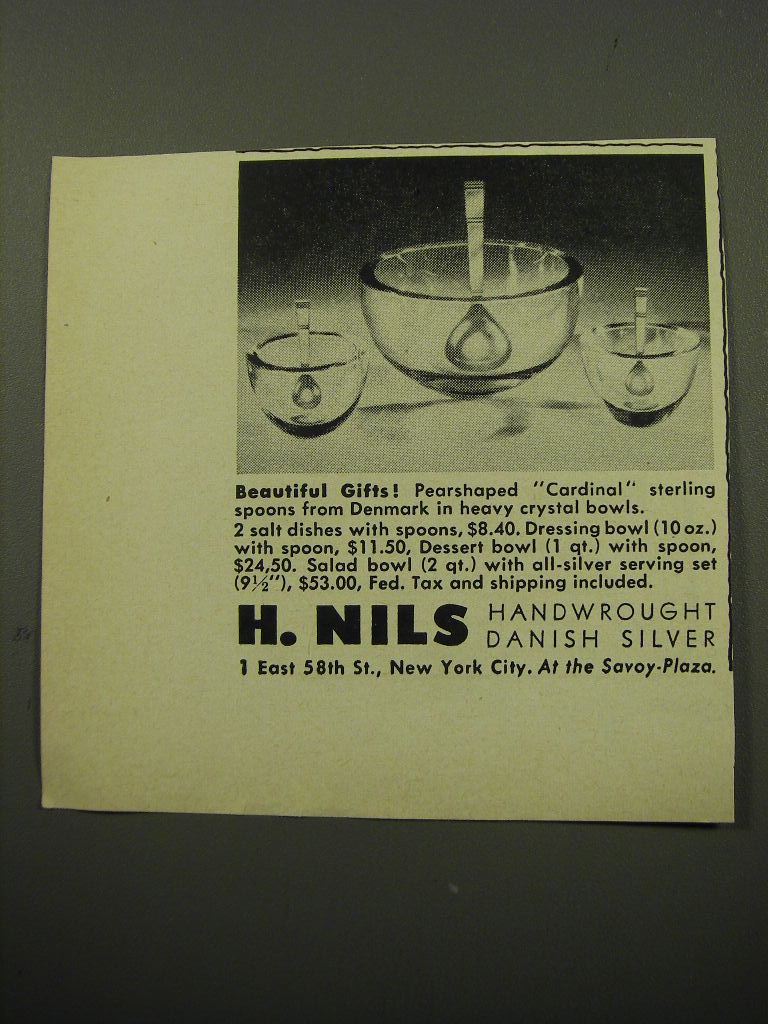 Beautiful Gifts! Pearshaped "Cardinal" sterling
spoons from Denmark in heavy crystal bowls.
2 salt dishes with spoons, $8.40. Dressing bowl (10 oz.)
with spoon, $11.50, Dessert bowl (1 qt.) with spoon,
$24,50. Salad bowl (2 qt.) with all-silver serving set
(9½"), $53.00, Fed. Tax and shipping included.
H. NILS HANDWROUGHT
DANISH SILVER
1 East 58th St., New York City. At the Savoy-Plaza.